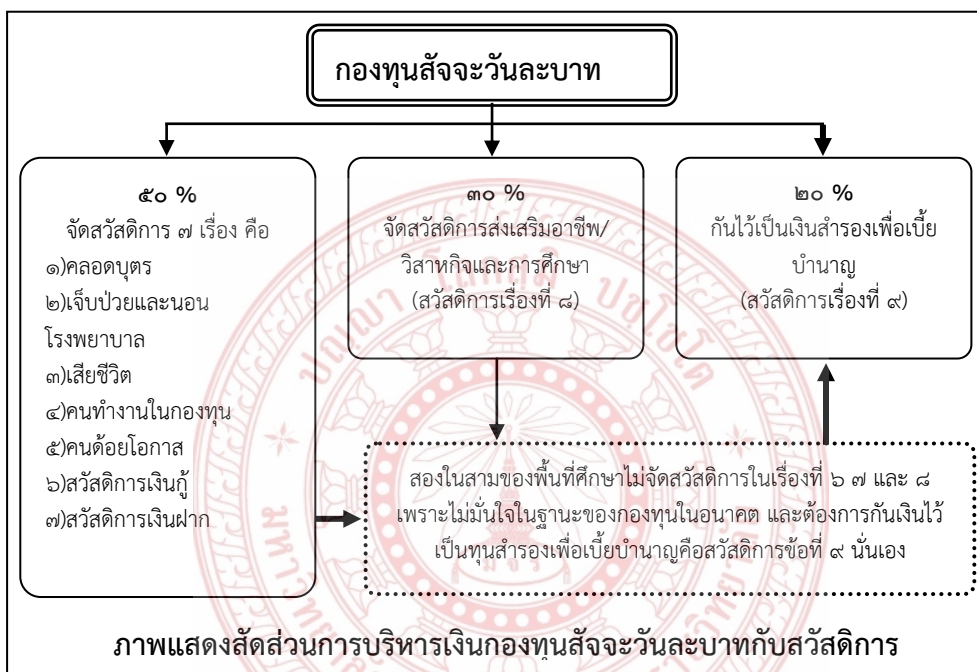 กองทุนสัจจะวันละบาท
๕๐ %
จัดสวัสดิการ ๗ เรื่อง คือ
๑)คลอดบุตร
๒)เจ็บป่วยและนอน
โรงพยาบาล
๓)เสียชีวิต
๔)คนทำงานในกองทุน
๕)คนด้อยโอกาส
๖)สวัสดิการเงินกู้
๗)สวัสดิการเงินฝาก
๓๐ %
จัดสวัสดิการส่งเสริมอาชีพ/
วิสาหกิจและการศึกษา
(สวัสดิการเรื่องที่ ๘)
๒๐ %
กันไว้เป็นเงินสำรองเพื่อเบี้ย
บำนาญ
(สวัสดิการเรื่องที่ ๙)
สองในสามของพื้นที่ศึกษาไม่จัดสวัสดิการในเรื่องที่ ๖ ๗ และ ๘
เพราะไม่มั่นใจในฐานะของกองทุนในอนาคต และต้องการกันเงินไว้
เป็นทุนสำรองเพื่อเบี้ยบำนาญคือสวัสดิการข้อที่ ๙ นั่นเอง
ภาพแสดงสัดส่วนการบริหารเงินกองทุนสัจจะวันละบาทกับสวัสดิการ
ปญฺญา โลกสฺมิ ปชฺโชโต